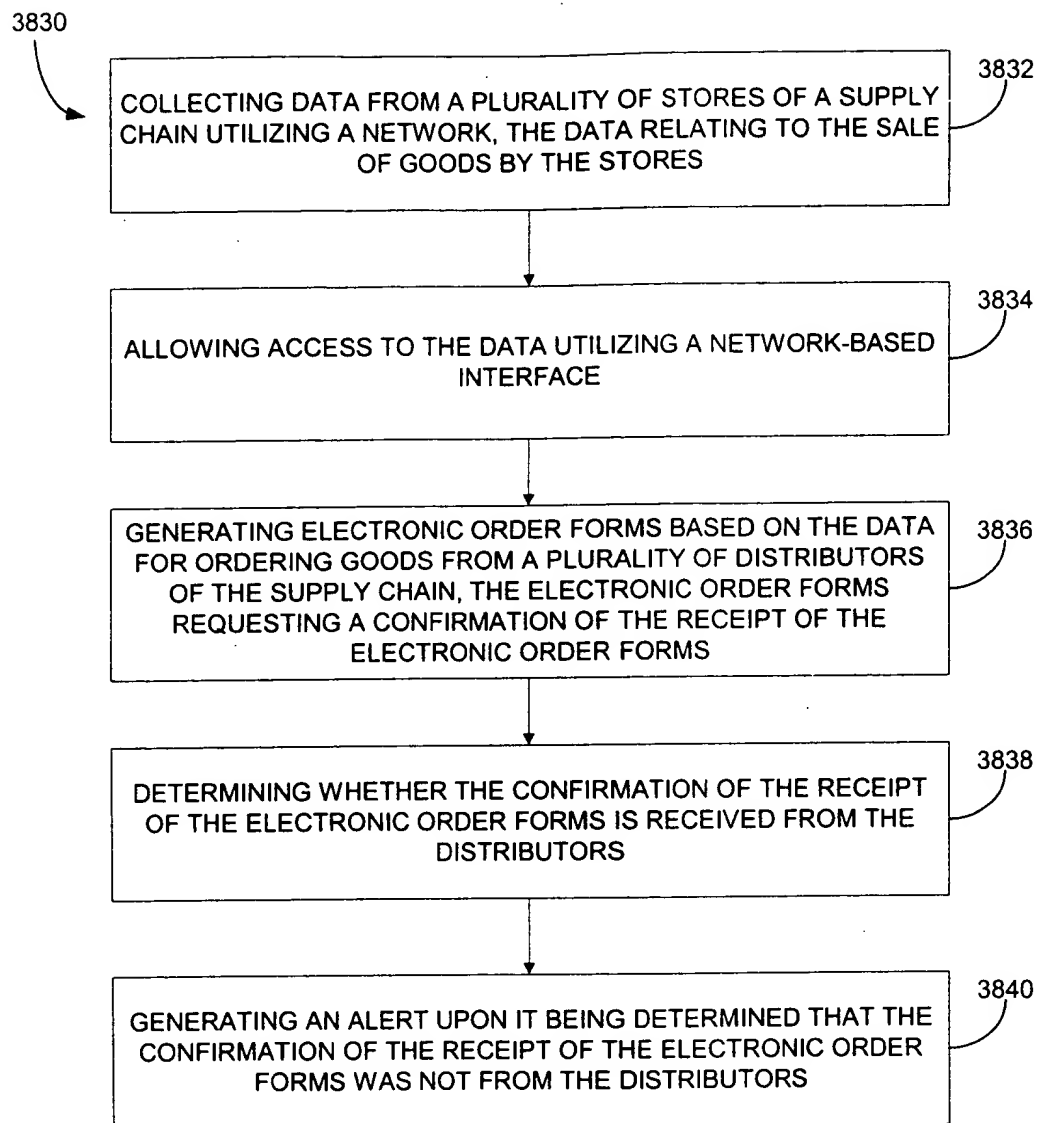 3830
3832
COLLECTING DATA FROM A PLURALITY OF STORES OF A SUPPLY
CHAIN UTILIZING A NETWORK, THE DATA RELATING TO THE SALE
OF GOODS BY THE STORES
3834
ALLOWING ACCESS TO THE DATA UTILIZING A NETWORK-BASED
INTERFACE
3836
GENERATING ELECTRONIC ORDER FORMS BASED ON THE DATA
FOR ORDERING GOODS FROM A PLURALITY OF DISTRIBUTORS
OF THE SUPPLY CHAIN, THE ELECTRONIC ORDER FORMS
REQUESTING A CONFIRMATION OF THE RECEIPT OF THE
ELECTRONIC ORDER FORMS
3838
DETERMINING WHETHER THE CONFIRMATION OF THE RECEIPT
OF THE ELECTRONIC ORDER FORMS IS RECEIVED FROM THE
DISTRIBUTORS
3840
GENERATING AN ALERT UPON IT BEING DETERMINED THAT THE
CONFIRMATION OF THE RECEIPT OF THE ELECTRONIC ORDER
FORMS WAS NOT FROM THE DISTRIBUTORS